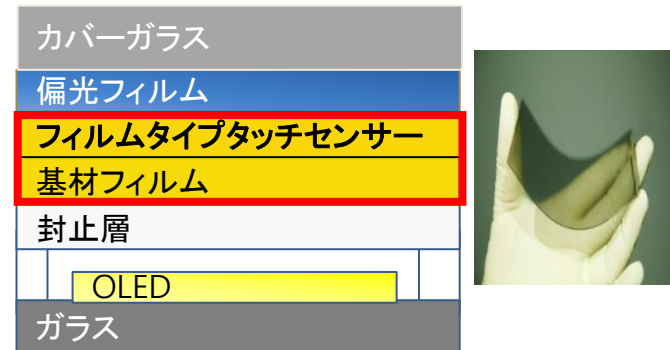 カバーガラス
偏光フィルム
フィルムタイプタッチセンサー
基材フィルム
封止層
OLED
ガラス